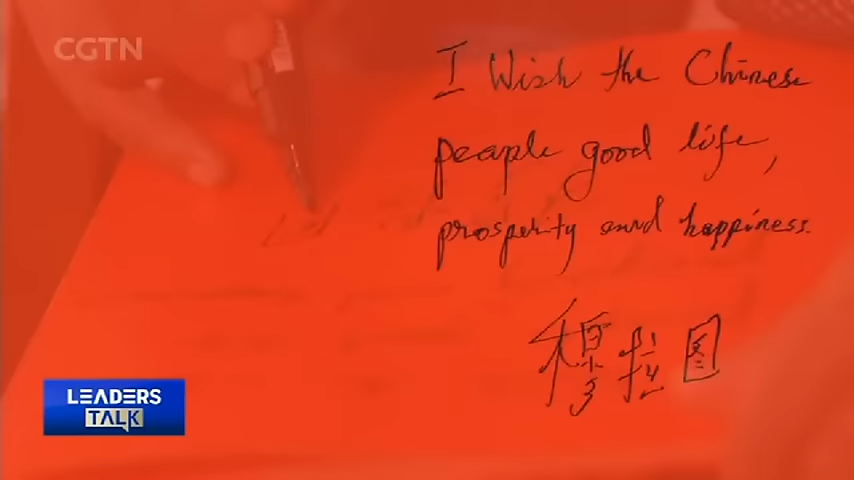 CGTN
I Wish the Chinese
people good life,
prosperity and happiness.
穆拉图
LEADERS
TALK